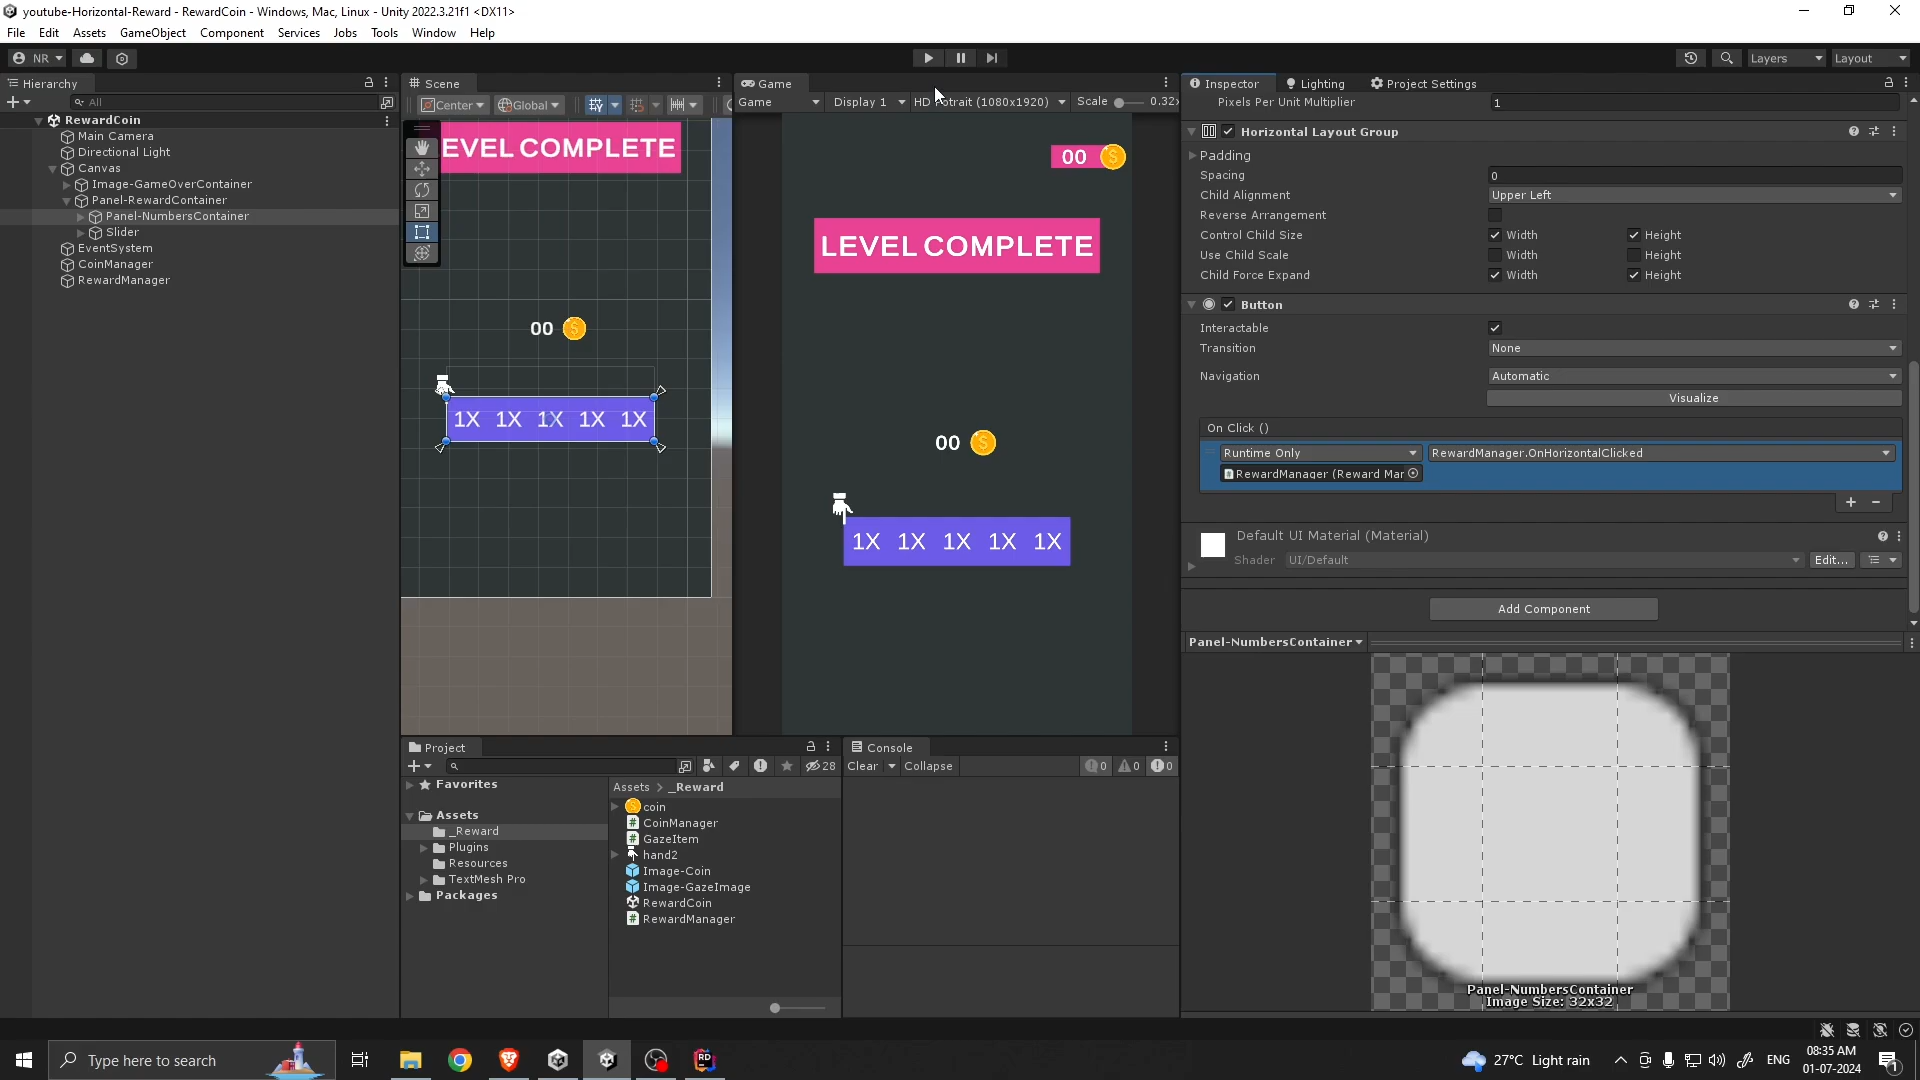 youtube-Horizontal-Reward - RewardCoin - Windows, Mac, Linux - Unity 2022.3.21f1 <DX11>
File Edit Assets GameObject Component Services Jobs Tools Window Help
NR Layers Layout
Hierarchy
All
RewardCoin
Main Camera
Directional Light
Canvas
Image-GameOverContainer
Panel-RewardContainer
Panel-NumbersContainer
Slider
EventSystem
CoinManager
RewardManager
Scene
Center Global
EVEL COMPLETE
00
1X 1X 1X 1X 1X
Game
Game Display 1 Scale 0.32x
00
LEVEL COMPLETE
00
1X 1X 1X 1X 1X
Inspector Lighting Project Settings
Pixels Per Unit Multiplier 1
Horizontal Layout Group
Padding
Spacing 0
Child Alignment Upper Left
Reverse Arrangement
Control Child Size Width Height
Use Child Scale Width Height
Child Force Expand Width Height
Button
Interactable
Transition None
Navigation Automatic
Visualize
On Click ()
Runtime Only RewardManager.OnHorizontalClicked
RewardManager (Reward Mar
Default UI Material (Material)
Shader UI/Default Edit...
Add Component
Panel-NumbersContainer
Panel-NumbersContainer
Image Size: 32x32
Project
28
Favorites
Assets
_Reward
Plugins
Resources
TextMesh Pro
Packages
Assets > _Reward
coin
CoinManager
GazeItem
hand2
Image-Coin
Image-GazeImage
RewardCoin
RewardManager
Console
Clear Collapse 0 0 0
Type here to search
27°C Light rain ENG 08:35 AM
01-07-2024
1